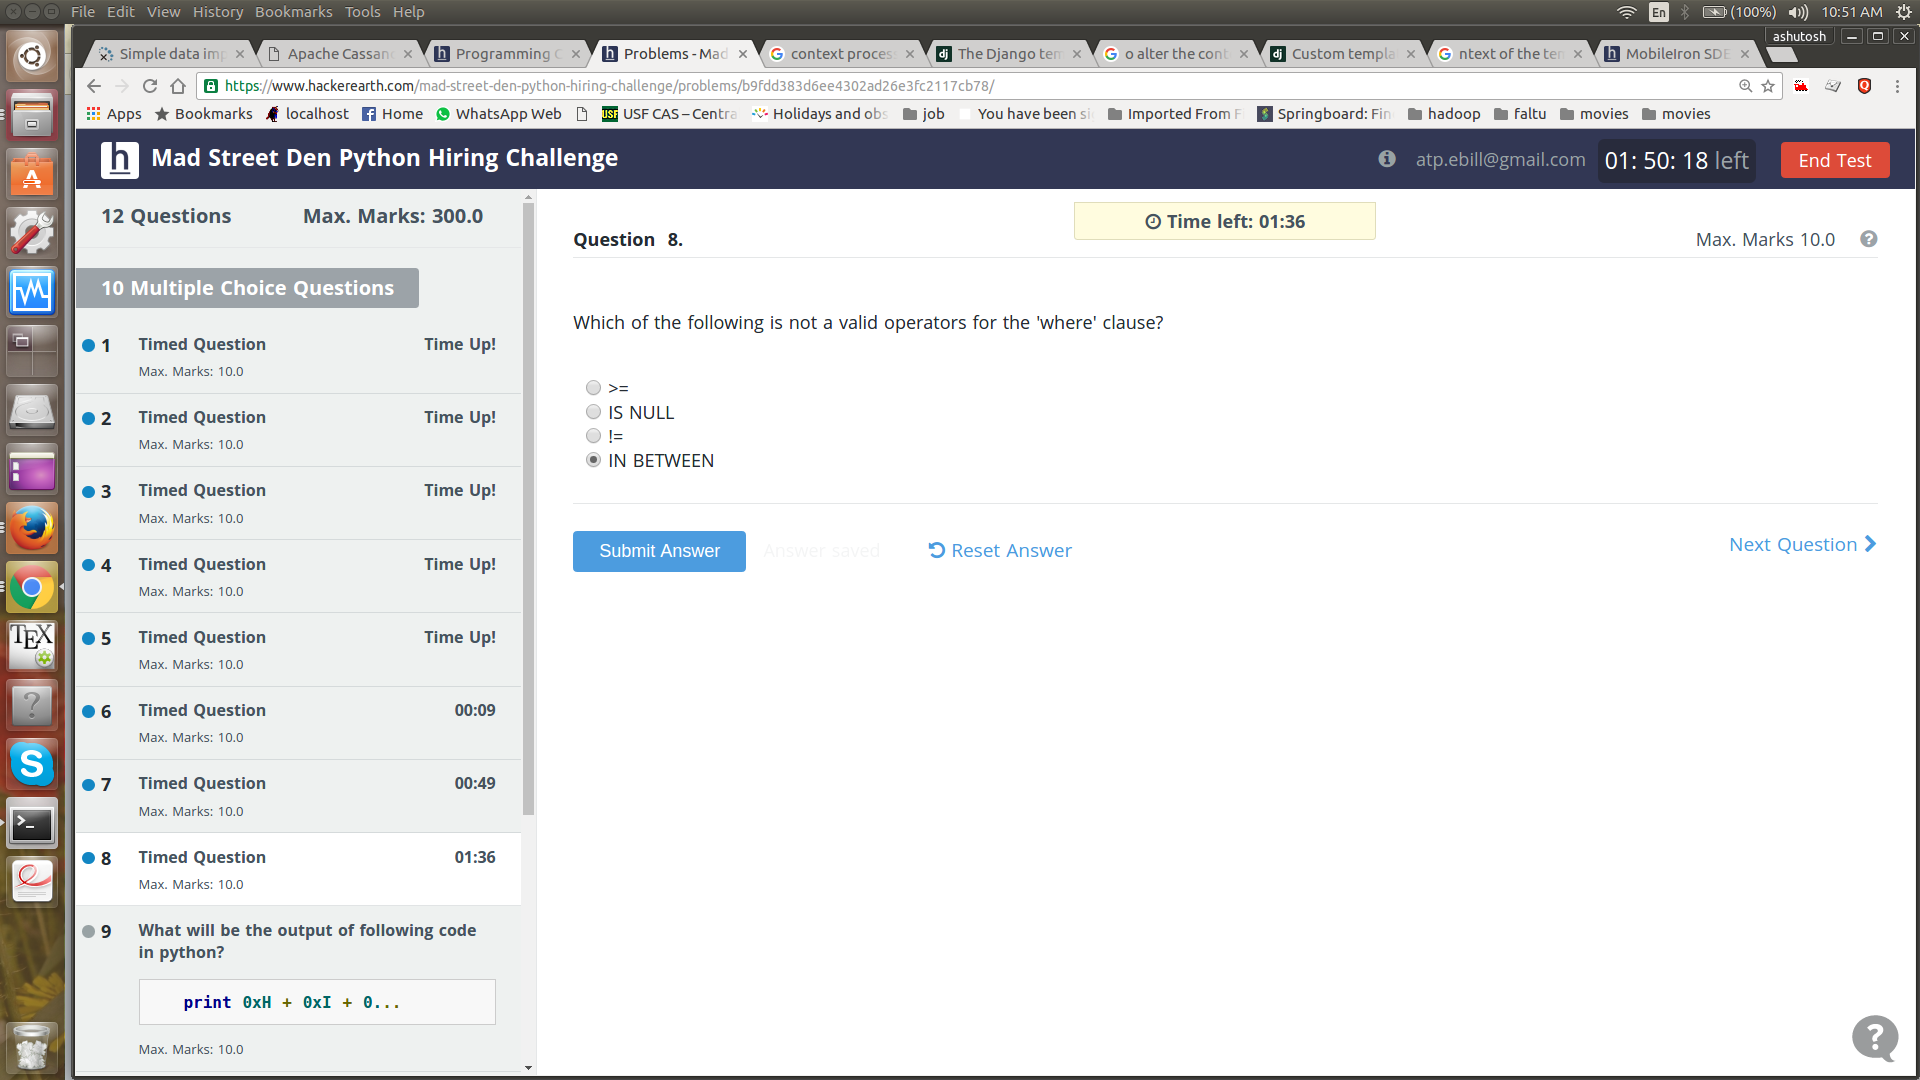 File Edit View History Bookmarks Tools Help
En (100%) 10:51 AM
ashutosh
Simple data im
Apache Cassan
Programming C
Problems - Mad
context proces
The Django tem
o alter the cont
Custom templa
ntext of the ten
MobileIron SDE
https://www.hackerearth.com/mad-street-den-python-hiring-challenge/problems/b9fdd383d6ee4302ad26e3fc2117cb78/
Apps Bookmarks localhost Home WhatsApp Web USF CAS – Centra Holidays and obs job You have been si Imported From F Springboard: Fin hadoop faltu movies movies
h Mad Street Den Python Hiring Challenge
atp.ebill@gmail.com 01: 50: 18 left End Test
12 Questions Max. Marks: 300.0
10 Multiple Choice Questions
1 Timed Question Time Up!
Max. Marks: 10.0
2 Timed Question Time Up!
Max. Marks: 10.0
3 Timed Question Time Up!
Max. Marks: 10.0
4 Timed Question Time Up!
Max. Marks: 10.0
5 Timed Question Time Up!
Max. Marks: 10.0
6 Timed Question 00:09
Max. Marks: 10.0
7 Timed Question 00:49
Max. Marks: 10.0
8 Timed Question 01:36
Max. Marks: 10.0
9 What will be the output of following code
in python?
print 0xH + 0xI + 0...
Max. Marks: 10.0
Time left: 01:36
Question 8.
Max. Marks 10.0
Which of the following is not a valid operators for the 'where' clause?
>=
IS NULL
!=
IN BETWEEN
Submit Answer Answer saved Reset Answer
Next Question